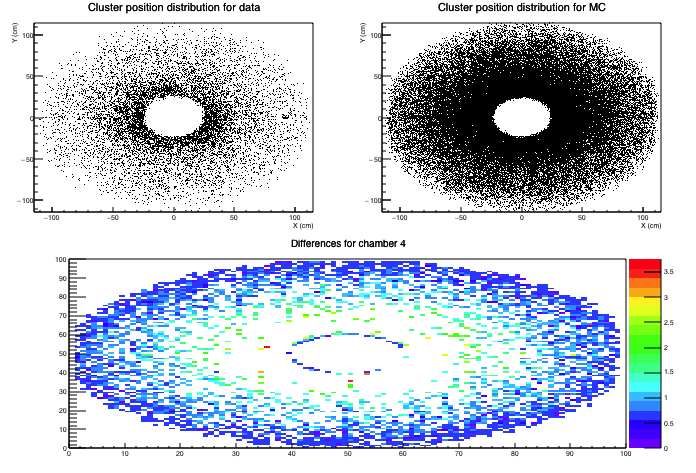 Cluster position distribution for data
Y (cm)
100
50
0
−50
−100
−100 −50 0 50 100
X (cm)
Cluster position distribution for MC
Y (cm)
100
50
0
−50
−100
−100 −50 0 50 100
X (cm)
Differences for chamber 4
100
90
80
70
60
50
40
30
20
10
0
0 10 20 30 40 50 60 70 80 90 100
3.5
3
2.5
2
1.5
1
0.5
0